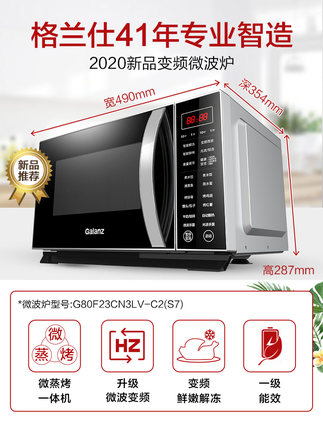 格兰仕41年专业智造
2020新品变频微波炉
宽490mm
深354mm
新品
推荐
88:88
Galanz
高287mm
*微波炉型号:G80F23CN3LV-C2(S7)
微
蒸 烤
HZ
微蒸烤
一体机
升级
微波变频
变频
鲜嫩解冻
一级
能效